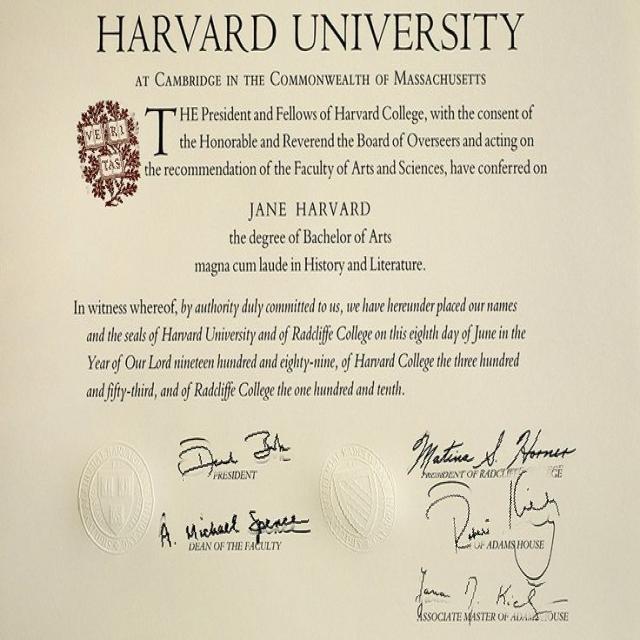 HARVARD UNIVERSITY
AT CAMBRIDGE IN THE COMMONWEALTH OF MASSACHUSETTS
THE President and Fellows of Harvard College, with the consent of
the Honorable and Reverend the Board of Overseers and acting on
the recommendation of the Faculty of Arts and Sciences, have conferred on
VE RI
TAS
JANE HARVARD
the degree of Bachelor of Arts
magna cum laude in History and Literature.
In witness whereof, by authority duly committed to us, we have hereunder placed our names
and the seals of Harvard University and of Radcliffe College on this eighth day of June in the
Year of Our Lord nineteen hundred and eighty-nine, of Harvard College the three hundred
and fifty-third, and of Radcliffe College the one hundred and tenth.
Derek Bok
PRESIDENT
Matina S. Horner
PRESIDENT OF RADCLIFFE
A. Michael Spence
DEAN OF THE FACULTY
Robert Kiely
OF ADAMS HOUSE
Jana M. Kiely
ASSOCIATE MASTER OF ADAMS HOUSE